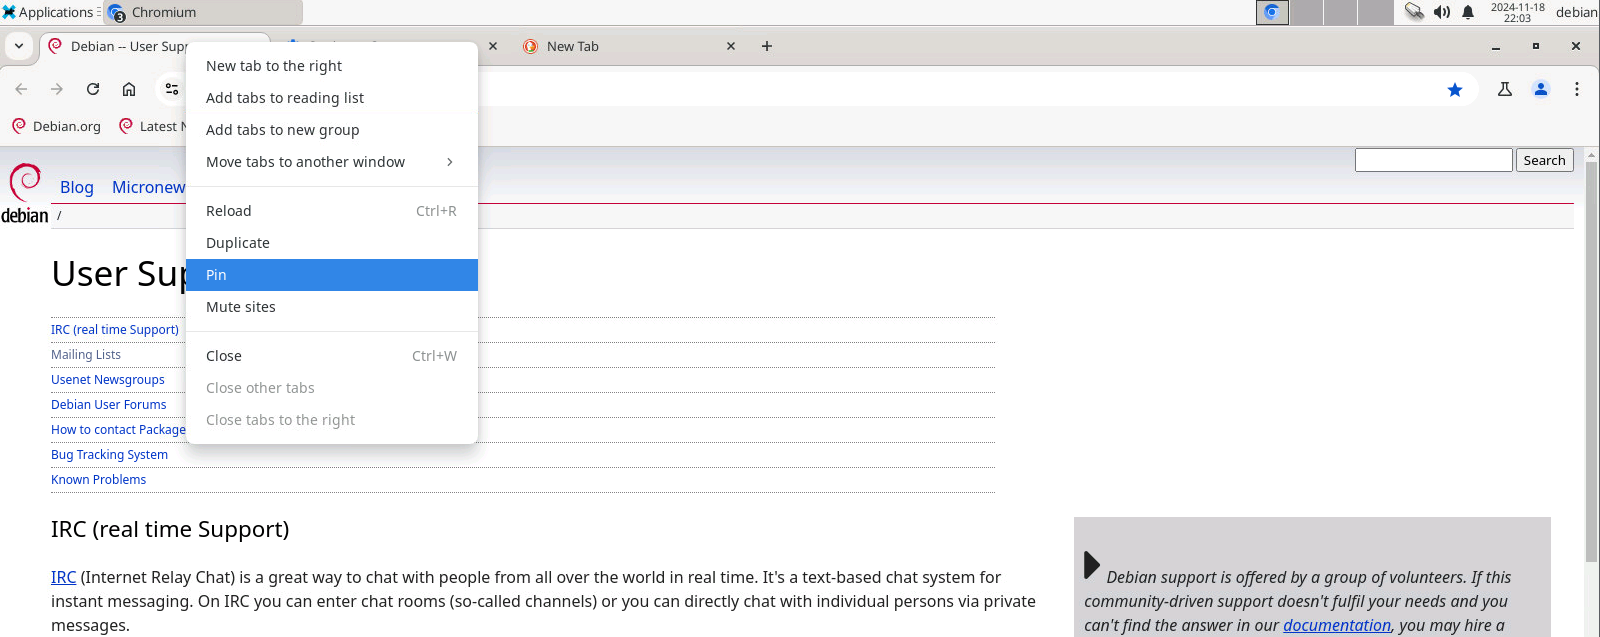 Applications
3
Chromium
2024-11-18
22:03
debian
Debian -- User Supp
New Tab
New tab to the right
Add tabs to reading list
Add tabs to new group
Move tabs to another window
Debian.org
Latest N
Reload Ctrl+R
Duplicate
Pin
Mute sites
Close Ctrl+W
Close other tabs
Close tabs to the right
debian
Blog
Micronew
Search
/
User Sup
IRC (real time Support)
Mailing Lists
Usenet Newsgroups
Debian User Forums
How to contact Package
Bug Tracking System
Known Problems
IRC (real time Support)
IRC (Internet Relay Chat) is a great way to chat with people from all over the world in real time. It's a text-based chat system for
instant messaging. On IRC you can enter chat rooms (so-called channels) or you can directly chat with individual persons via private
messages.
Debian support is offered by a group of volunteers. If this
community-driven support doesn't fulfil your needs and you
can't find the answer in our documentation, you may hire a